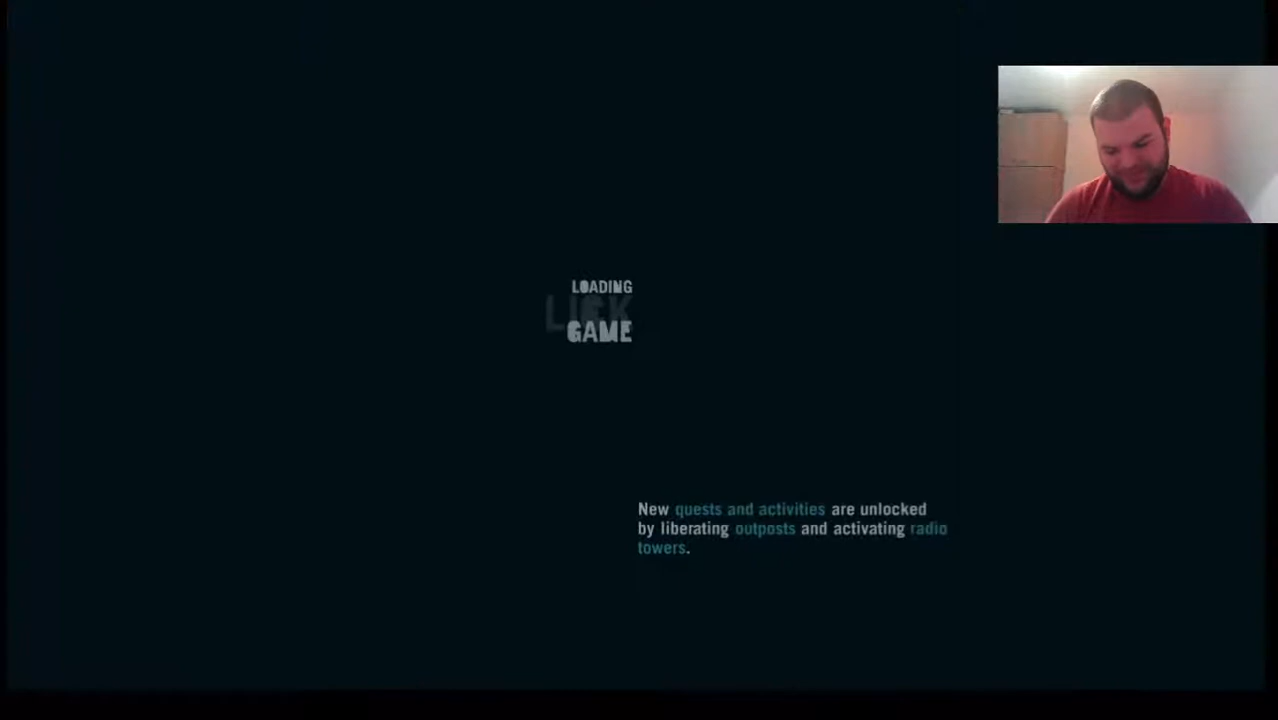 LOADING
GAME
New quests and activities are unlocked
by liberating outposts and activating radio
towers.